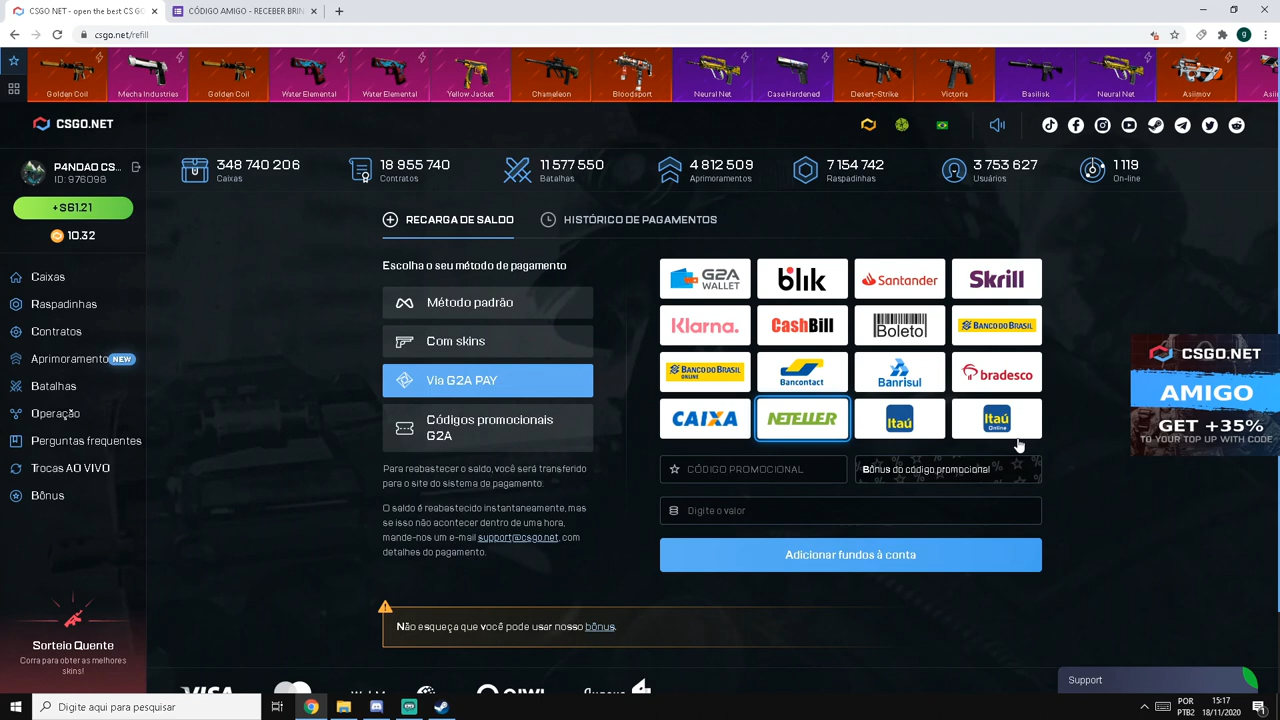 CSGO NET - open the best CS GO
CÓDIGO AMIGO - RECEBER BRIN
csgo.net/refill
Golden Coil
Mecha Industries
Golden Coil
Water Elemental
Water Elemental
Yellow Jacket
Chameleon
Bloodsport
Neural Net
Case Hardened
Desert-Strike
Victoria
Basilisk
Neural Net
Asiimov
CSGO.NET
P4NDAO CS...
ID: 976098
+$61.21
10.32
348 740 206
Caixas
18 955 740
Contratos
11 577 550
Batalhas
4 812 509
Aprimoramentos
7 154 742
Raspadinhas
3 753 627
Usuários
1 119
On-line
Caixas
Raspadinhas
Contratos
Aprimoramento NEW
Batalhas
Operação
Perguntas frequentes
Trocas AO VIVO
Bônus
Sorteio Quente
Corra para obter as melhores
skins!
RECARGA DE SALDO
HISTÓRICO DE PAGAMENTOS
Escolha o seu método de pagamento
Método padrão
Com skins
Via G2A PAY
Códigos promocionais
G2A
Para reabastecer o saldo, você será transferido
para o site do sistema de pagamento.
O saldo é reabastecido instantaneamente, mas
se isso não acontecer dentro de uma hora,
mande-nos um e-mail support@csgo.net, com
detalhes do pagamento.
G2A
WALLET
blik
Santander
Skrill
Klarna.
CashBill
Boleto
BANCO DO BRASIL
BANCO DO BRASIL
ONLINE
Bancontact
Banrisul
bradesco
CAIXA
NETELLER
Itaú
Itaú
Online
CÓDIGO PROMOCIONAL
Bônus do código promocional
Digite o valor
Adicionar fundos à conta
Não esqueça que você pode usar nosso bônus.
CSGO.NET
AMIGO
GET +35%
TO YOUR TOP UP WITH CODE
Support
VISA
QIWI
Digite aqui para pesquisar
POR
PTB2
15:17
18/11/2020